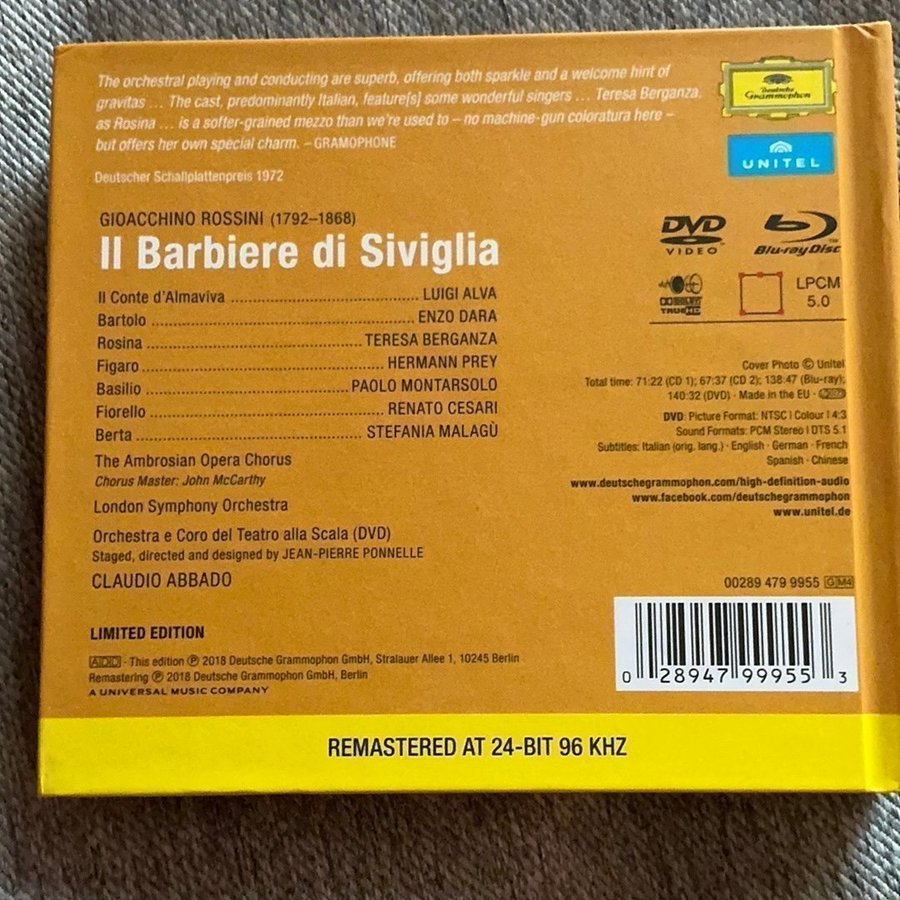 The orchestral playing and conducting are superb, offering both sparkle and a welcome hint of
gravitas ... The cast, predominantly Italian, feature[s] some wonderful singers ... Teresa Berganza.
as Rosina ... is a softer-grained mezzo than we're used to – no machine-gun coloratura here –
but offers her own special charm. – GRAMOPHONE
Deutscher Schallplattenpreis 1972
Deutsche
Grammophon
UNITEL
GIOACCHINO ROSSINI (1792–1868)
Il Barbiere di Siviglia
Il Conte d'Almaviva ........ LUIGI ALVA
Bartolo ........ ENZO DARA
Rosina ........ TERESA BERGANZA
Figaro ........ HERMANN PREY
Basilio ........ PAOLO MONTARSOLO
Fiorello ........ RENATO CESARI
Berta ........ STEFANIA MALAGÙ
The Ambrosian Opera Chorus
Chorus Master: John McCarthy
London Symphony Orchestra
Orchestra e Coro del Teatro alla Scala (DVD)
Staged, directed and designed by JEAN-PIERRE PONNELLE
CLAUDIO ABBADO
LIMITED EDITION
ADD · This edition ℗ 2018 Deutsche Grammophon GmbH, Stralauer Allee 1, 10245 Berlin
Remastering ℗ 2018 Deutsche Grammophon GmbH, Berlin
A UNIVERSAL MUSIC COMPANY
DVD
VIDEO
Blu-ray Disc™
DOLBY
TRUEHD
LPCM
5.0
Cover Photo © Unitel
Total time: 71:22 (CD 1); 67:37 (CD 2); 138:47 (Blu-ray);
140:32 (DVD) · Made in the EU ·
DVD: Picture Format: NTSC I Colour I 4:3
Sound Formats: PCM Stereo I DTS 5.1
Subtitles: Italian (orig. lang.) · English · German · French
Spanish · Chinese
www.deutschegrammophon.com/high-definition-audio
www.facebook.com/deutschegrammophon
www.unitel.de
00289 479 9955 GM4
0 28947 99955 3
REMASTERED AT 24-BIT 96 KHZ